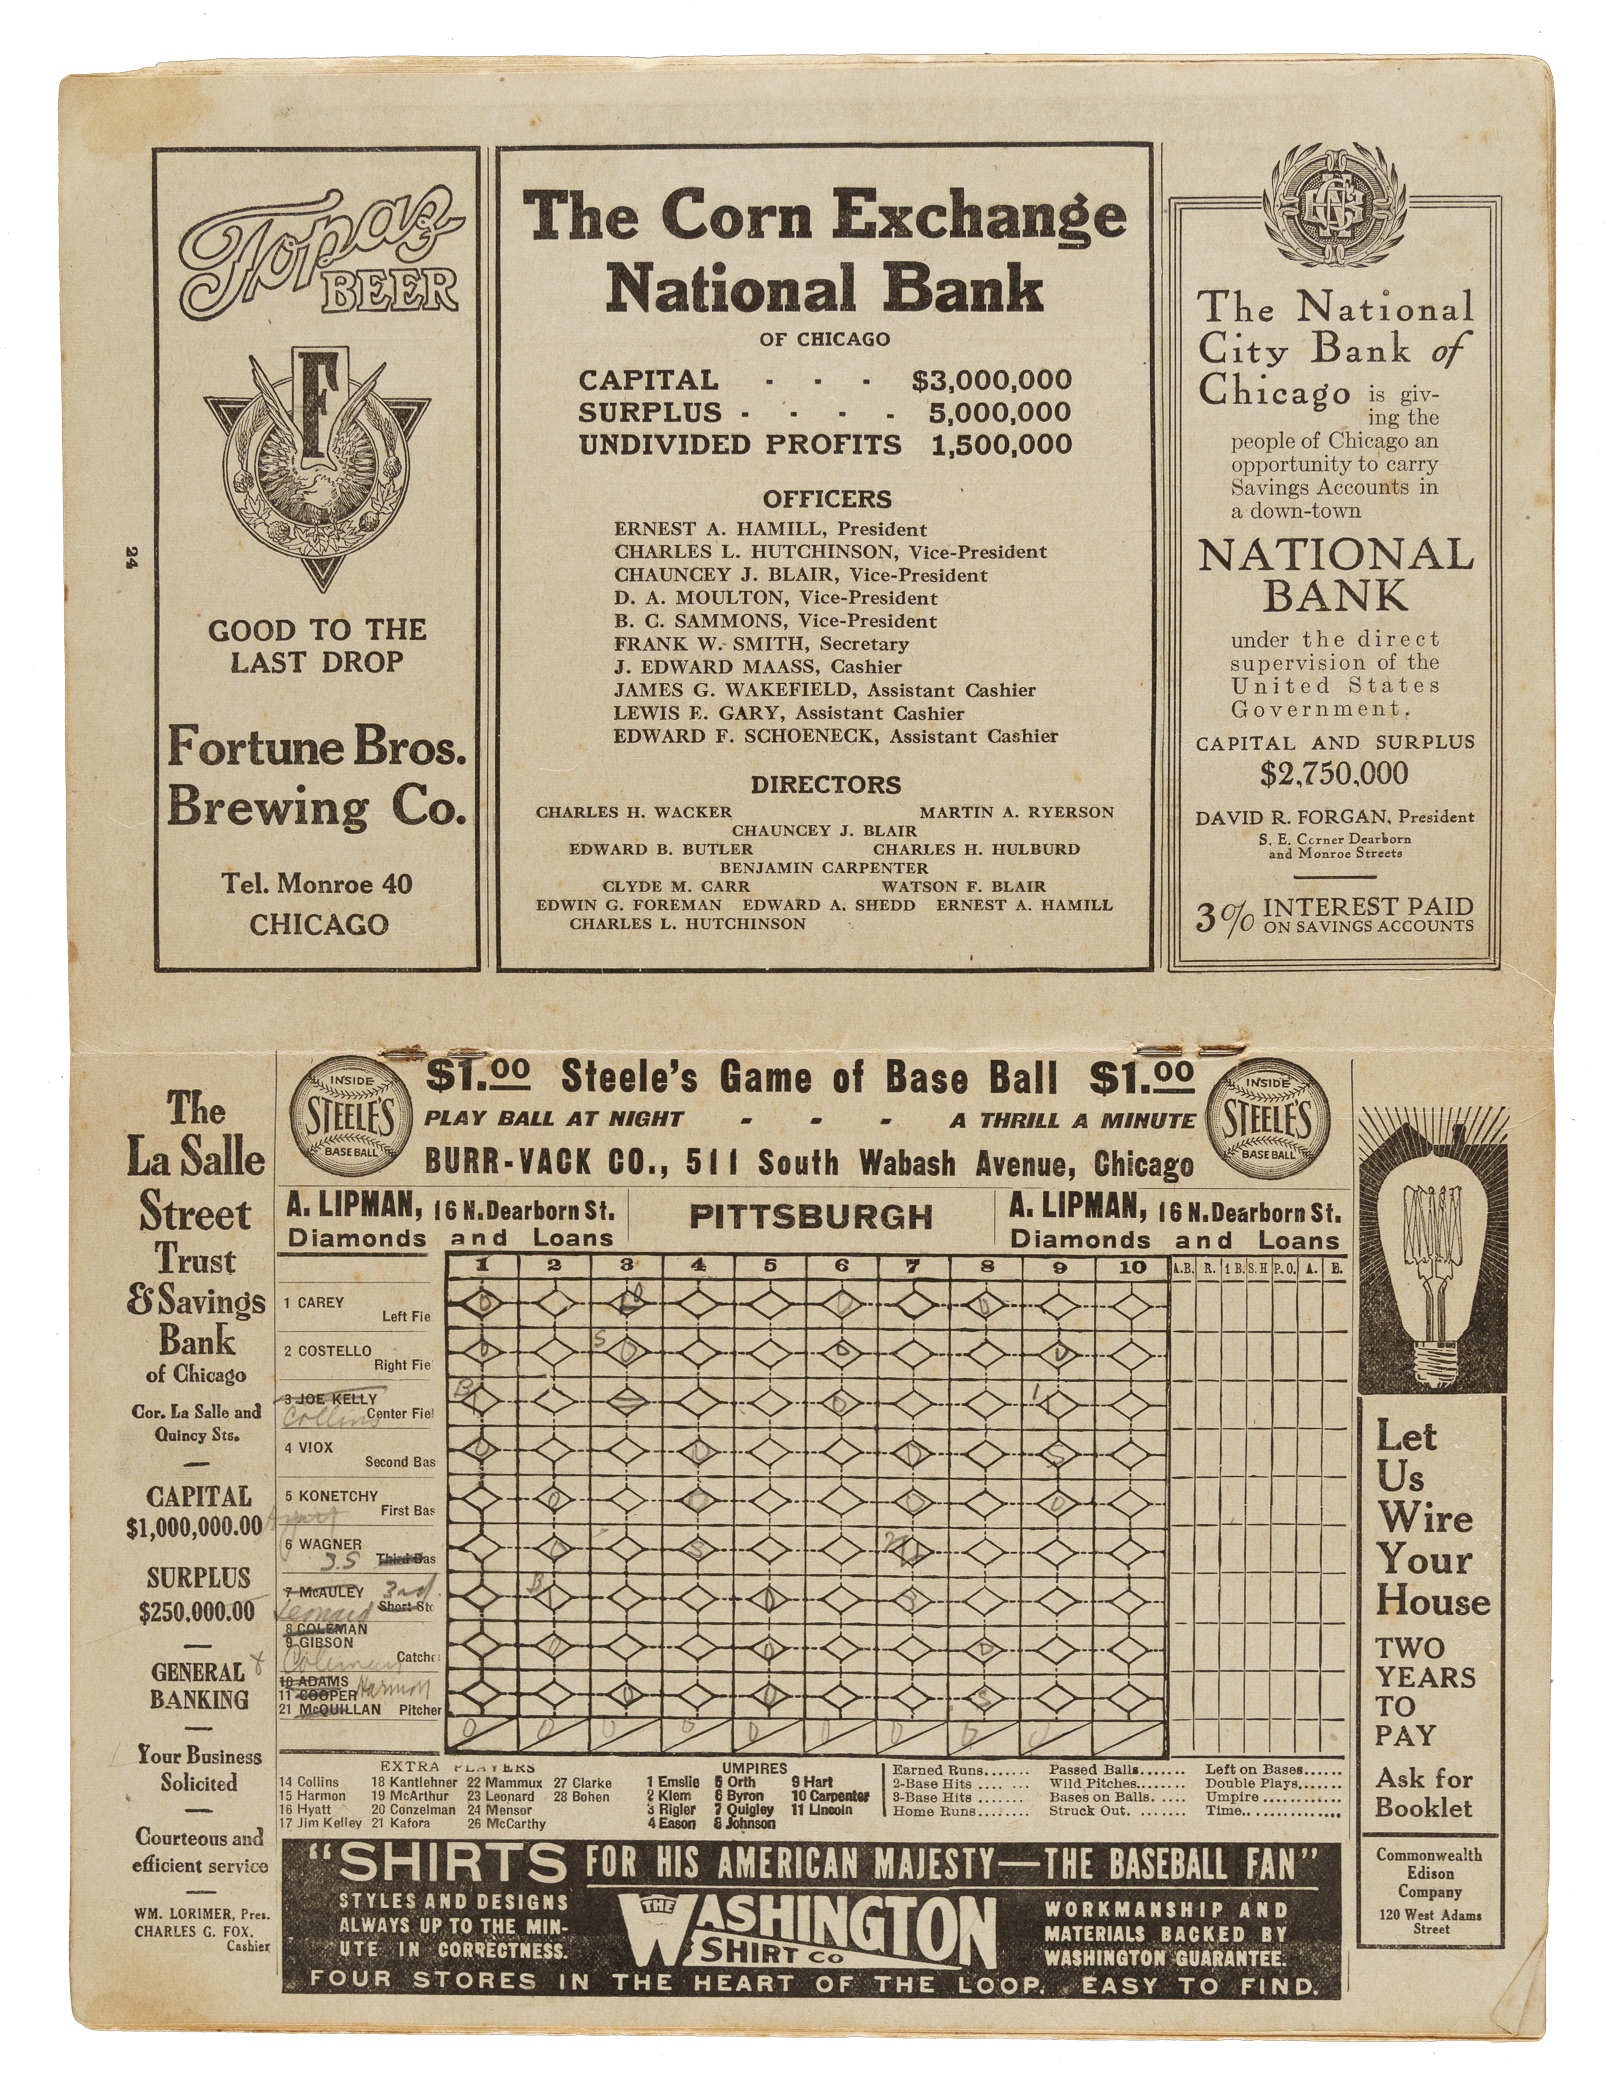 24
Topaz
BEER
F
GOOD TO THE
LAST DROP
Fortune Bros.
Brewing Co.
Tel. Monroe 40
CHICAGO
The Corn Exchange
National Bank
OF CHICAGO
CAPITAL - - - $3,000,000
SURPLUS - - - - 5,000,000
UNDIVIDED PROFITS 1,500,000
OFFICERS
ERNEST A. HAMILL, President
CHARLES L. HUTCHINSON, Vice-President
CHAUNCEY J. BLAIR, Vice-President
D. A. MOULTON, Vice-President
B. C. SAMMONS, Vice-President
FRANK W. SMITH, Secretary
J. EDWARD MAASS, Cashier
JAMES G. WAKEFIELD, Assistant Cashier
LEWIS E. GARY, Assistant Cashier
EDWARD F. SCHOENECK, Assistant Cashier
DIRECTORS
CHARLES H. WACKER MARTIN A. RYERSON
CHAUNCEY J. BLAIR
EDWARD B. BUTLER CHARLES H. HULBURD
BENJAMIN CARPENTER
CLYDE M. CARR WATSON F. BLAIR
EDWIN G. FOREMAN EDWARD A. SHEDD ERNEST A. HAMILL
CHARLES L. HUTCHINSON
The National
City Bank of
Chicago is giv-
ing the
people of Chicago an
opportunity to carry
Savings Accounts in
a down-town
NATIONAL
BANK
under the direct
supervision of the
United States
Government.
CAPITAL AND SURPLUS
$2,750,000
DAVID R. FORGAN, President
S. E. Corner Dearborn
and Monroe Streets
3% INTEREST PAID
ON SAVINGS ACCOUNTS
The
La Salle
Street
Trust
& Savings
Bank
of Chicago
Cor. La Salle and
Quincy Sts.
CAPITAL
$1,000,000.00
SURPLUS
$250,000.00
GENERAL
BANKING
Your Business
Solicited
Courteous and
efficient service
WM. LORIMER, Pres.
CHARLES G. FOX,
Cashier
INSIDE
STEELE'S
BASE BALL
$1.00 Steele's Game of Base Ball $1.00
PLAY BALL AT NIGHT - - - A THRILL A MINUTE
BURR-VACK CO., 511 South Wabash Avenue, Chicago
INSIDE
STEELE'S
BASE BALL
A. LIPMAN, 16 N. Dearborn St.
Diamonds and Loans
PITTSBURGH
A. LIPMAN, 16 N. Dearborn St.
Diamonds and Loans
1 2 3 4 5 6 7 8 9 10 A.B. R. 1 B. S. H P. O. A. E.
1 CAREY
Left Fie
2 COSTELLO
Right Fie
3 JOE KELLY
Collins Center Fiel
4 VIOX
Second Bas
5 KONETCHY
First Bas
6 WAGNER
S.S Third Bas
7 McAULEY 3rd
Leonard Short Sto
8 COLEMAN
9 GIBSON
Coleman Catche
10 ADAMS
11 COOPER Harmon
21 McQUILLAN Pitcher
0 0 0 0 0 0 0 0 0
EXTRA PLAYERS
14 Collins 18 Kantlehner 22 Mammux 27 Clarke
15 Harmon 19 McArthur 23 Leonard 28 Bohen
16 Hyatt 20 Conzelman 24 Mensor
17 Jim Kelley 21 Kafora 26 McCarthy
UMPIRES
1 Emslie 5 Orth 9 Hart
2 Klem 6 Byron 10 Carpenter
3 Rigler 7 Quigley 11 Lincoln
4 Eason 8 Johnson
Earned Runs....... Passed Balls....... Left on Bases......
2-Base Hits .... ... Wild Pitches....... Double Plays.......
3-Base Hits ... .... Bases on Balls. .... Umpire ............
Home Runs........ Struck Out. ....... Time.. .............
"SHIRTS FOR HIS AMERICAN MAJESTY—THE BASEBALL FAN"
STYLES AND DESIGNS
ALWAYS UP TO THE MIN-
UTE IN CORRECTNESS.
THE WASHINGTON
SHIRT CO
WORKMANSHIP AND
MATERIALS BACKED BY
WASHINGTON GUARANTEE.
FOUR STORES IN THE HEART OF THE LOOP. EASY TO FIND.
Let
Us
Wire
Your
House
TWO
YEARS
TO
PAY
Ask for
Booklet
Commonwealth
Edison
Company
120 West Adams
Street